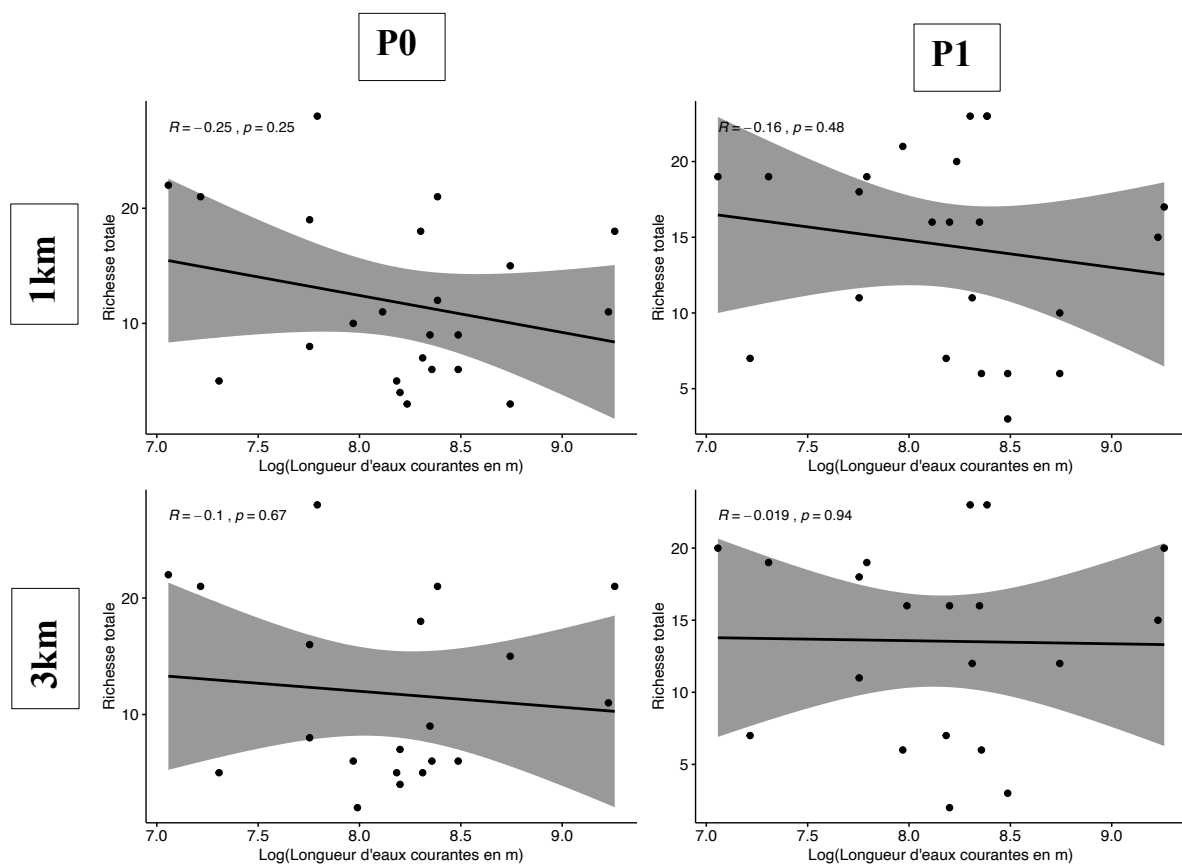 P0
P1
1km
R = −0.25 , p = 0.25
Richesse totale
20
10
7.0 7.5 8.0 8.5 9.0
Log(Longueur d'eaux courantes en m)
R = −0.16 , p = 0.48
Richesse totale
20
15
10
5
7.0 7.5 8.0 8.5 9.0
Log(Longueur d'eaux courantes en m)
3km
R = −0.1 , p = 0.67
Richesse totale
20
10
7.0 7.5 8.0 8.5 9.0
Log(Longueur d'eaux courantes en m)
R = −0.019 , p = 0.94
Richesse totale
20
15
10
5
7.0 7.5 8.0 8.5 9.0
Log(Longueur d'eaux courantes en m)